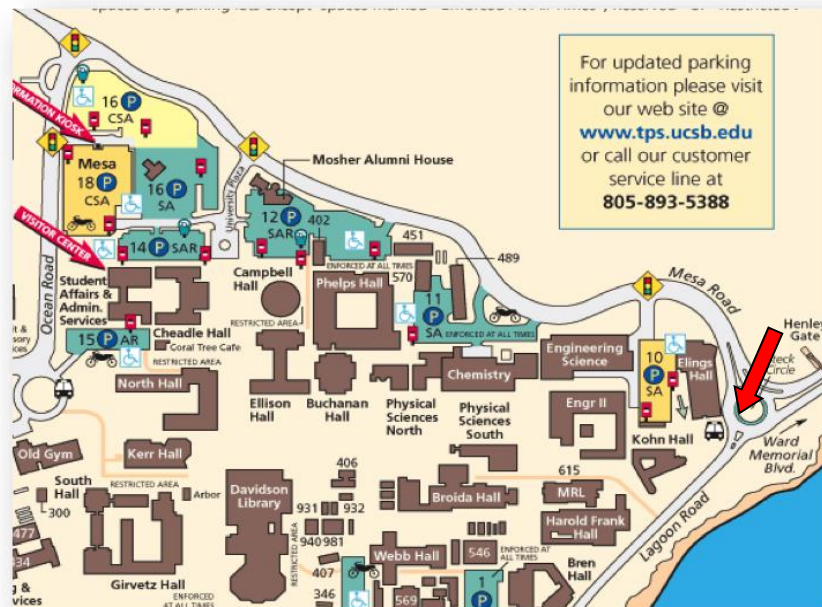 For updated parking
information please visit
our web site @
www.tps.ucsb.edu
or call our customer
service line at
805-893-5388
16 P
CSA
Mesa
18 P
CSA
16 P
SA
University Plaza
Mosher Alumni House
12 P
SAR
402
451
489
VISITOR CENTER
14 P SAR
ENFORCED AT ALL TIMES
570
Mesa Road
Ocean Road
Student
Affairs &
Admin.
Services
Cheadle Hall
Coral Tree Cafe
Campbell
Hall
Phelps Hall
RESTRICTED AREA
11
P
SA
ENFORCED AT ALL TIMES
15 P AR
RESTRICTED AREA
Engineering
Science
10
P
SA
Elings
Hall
Henley
Gate
Circle
North Hall
Ellison
Hall
Buchanan
Hall
Physical
Sciences
North
Chemistry
Physical
Sciences
South
Engr II
Kohn Hall
Ward
Memorial
Blvd.
Old Gym
Kerr Hall
South
Hall
300
RESTRICTED AREA
Arbor
Davidson
Library
406
931
932
940
981
407
346
RESTRICTED AREA
Broida Hall
615
MRL
Harold Frank
Hall
Lagoon Road
Webb Hall
546
ENFORCED AT
ALL TIMES
Bren
Hall
1
P
569
477
Girvetz Hall
ENFORCED
AT ALL TIMES